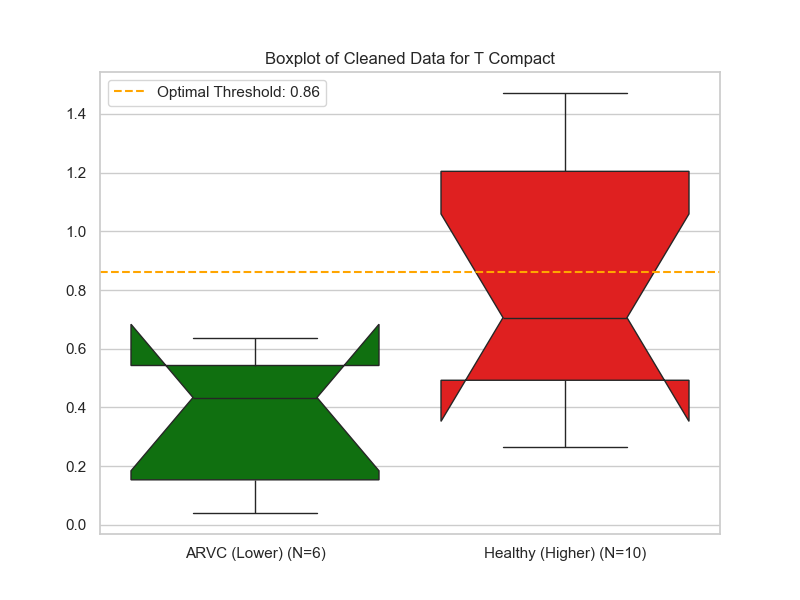 Boxplot of Cleaned Data for T Compact
Optimal Threshold: 0.86
1.4
1.2
1.0
0.8
0.6
0.4
0.2
0.0
ARVC (Lower) (N=6)
Healthy (Higher) (N=10)